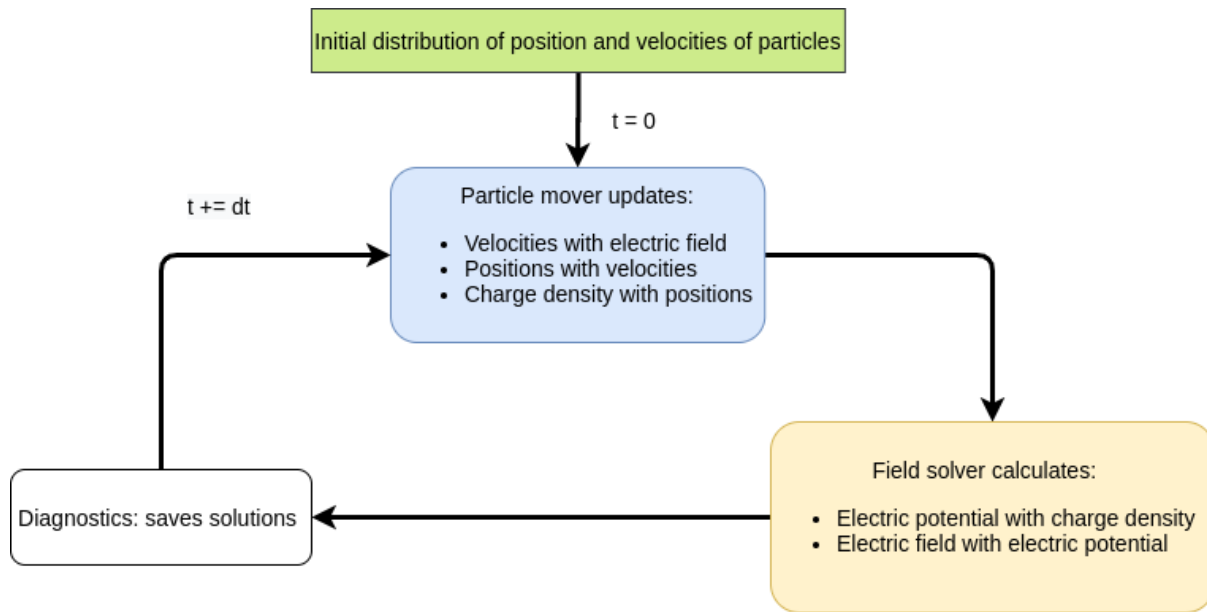 Initial distribution of position and velocities of particles
t = 0
t += dt
Particle mover updates:
• Velocities with electric field
• Positions with velocities
• Charge density with positions
Field solver calculates:
• Electric potential with charge density
• Electric field with electric potential
Diagnostics: saves solutions